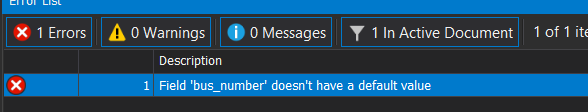 Error List
1 Errors 0 Warnings 0 Messages 1 In Active Document 1 of 1 ite
Description
1 Field 'bus_number' doesn't have a default value